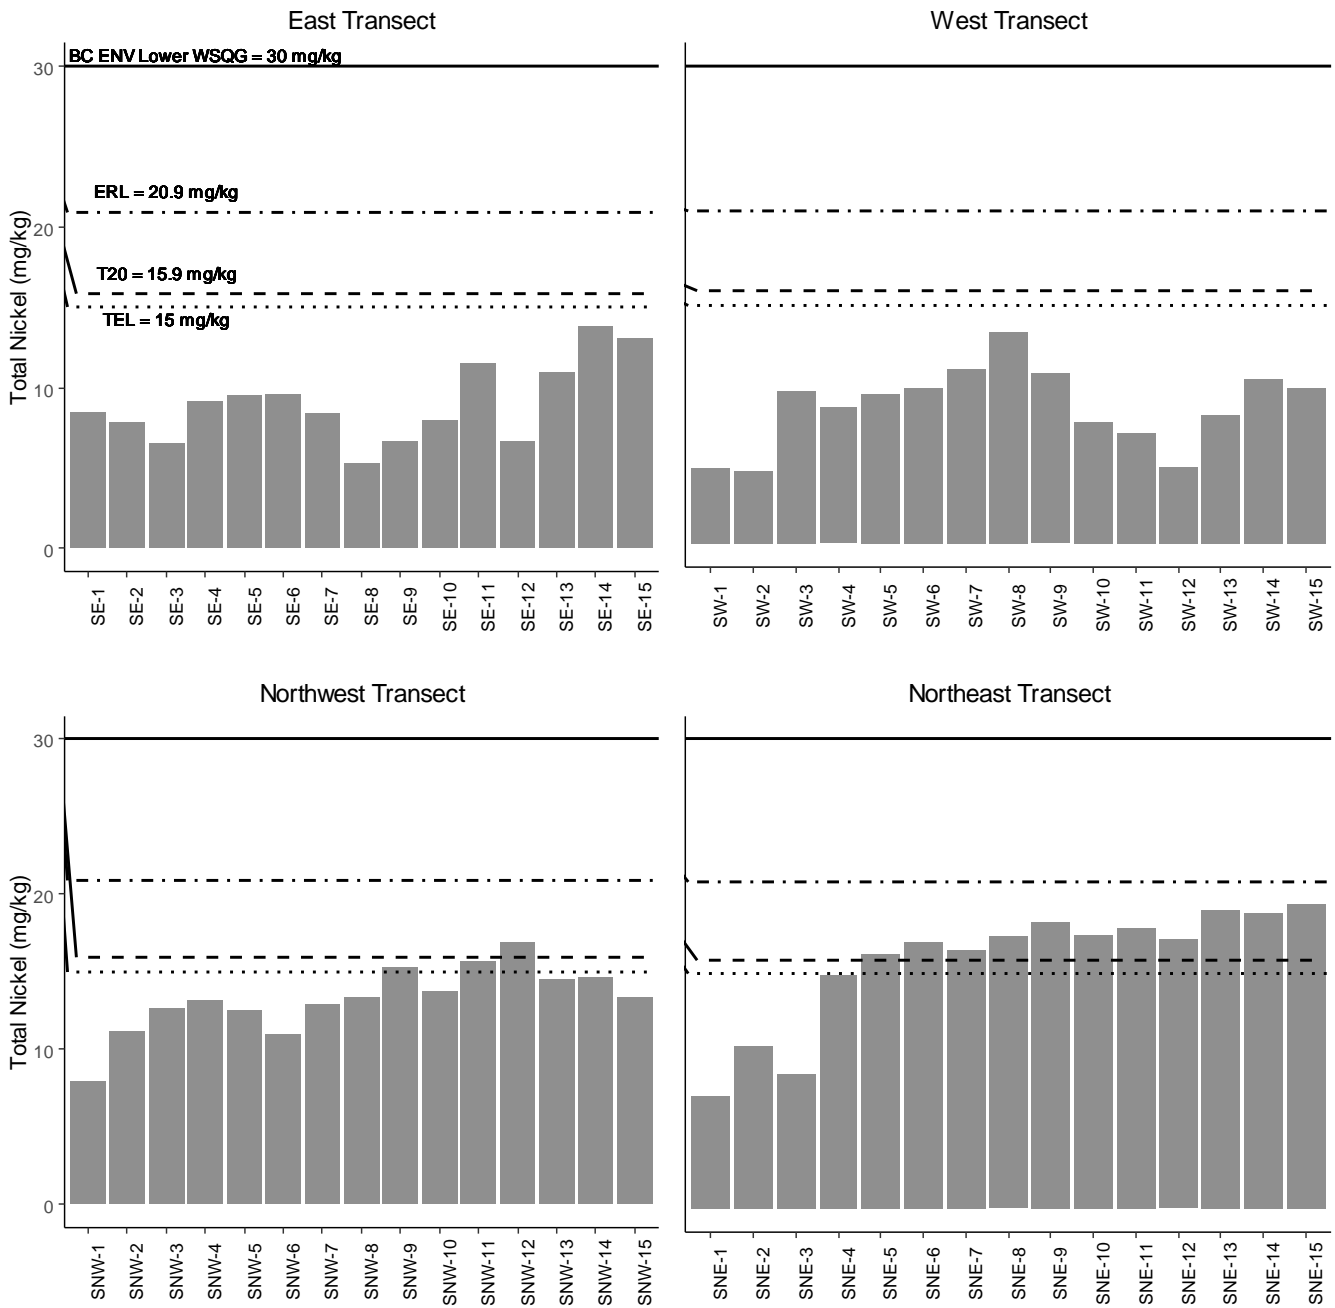 East Transect
West Transect
BC ENV Lower WSQG = 30 mg/kg
30
ERL = 20.9 mg/kg
20
T20 = 15.9 mg/kg
TEL = 15 mg/kg
10
0
Total Nickel (mg/kg)
SE-1
SE-2
SE-3
SE-4
SE-5
SE-6
SE-7
SE-8
SE-9
SE-10
SE-11
SE-12
SE-13
SE-14
SE-15
SW-1
SW-2
SW-3
SW-4
SW-5
SW-6
SW-7
SW-8
SW-9
SW-10
SW-11
SW-12
SW-13
SW-14
SW-15
Northwest Transect
Northeast Transect
30
20
10
0
Total Nickel (mg/kg)
SNW-1
SNW-2
SNW-3
SNW-4
SNW-5
SNW-6
SNW-7
SNW-8
SNW-9
SNW-10
SNW-11
SNW-12
SNW-13
SNW-14
SNW-15
SNE-1
SNE-2
SNE-3
SNE-4
SNE-5
SNE-6
SNE-7
SNE-8
SNE-9
SNE-10
SNE-11
SNE-12
SNE-13
SNE-14
SNE-15